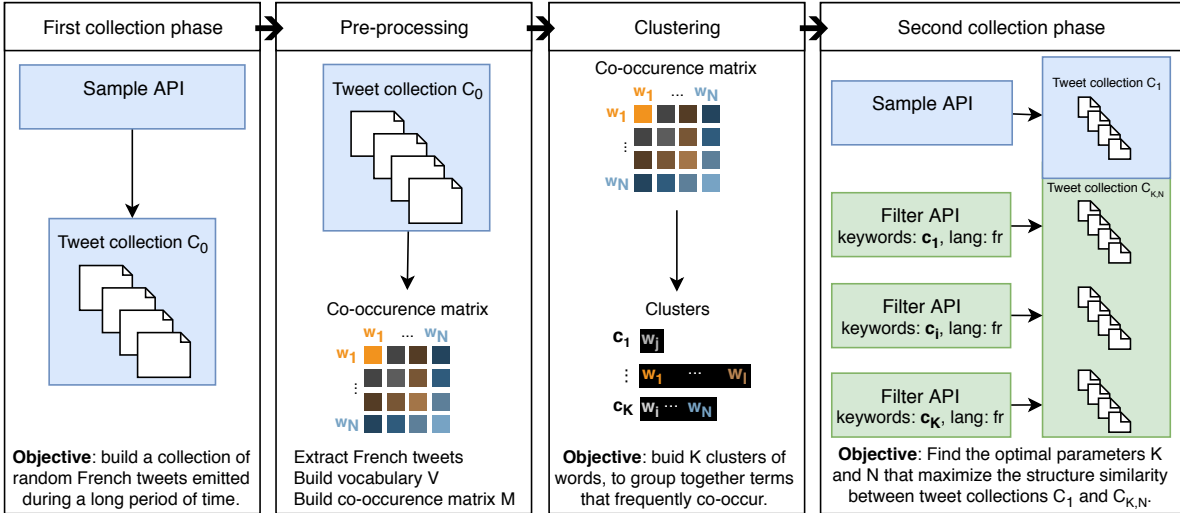 First collection phase
Sample API
Tweet collection C0
Objective: build a collection of
random French tweets emitted
during a long period of time.
Pre-processing
Tweet collection C0
Co-occurence matrix
w1 ... wN
w1
⋮
wN
Extract French tweets
Build vocabulary V
Build co-occurence matrix M
Clustering
Co-occurence matrix
w1 ... wN
w1
⋮
wN
Clusters
c1 wj
⋮ w1 ... wl
cK wi ... wN
Objective: buid K clusters of
words, to group together terms
that frequently co-occur.
Second collection phase
Sample API
Tweet collection C1
Tweet collection CK,N
Filter API
keywords: c1, lang: fr
Filter API
keywords: ci, lang: fr
Filter API
keywords: cK, lang: fr
Objective: Find the optimal parameters K
and N that maximize the structure similarity
between tweet collections C1 and CK,N.